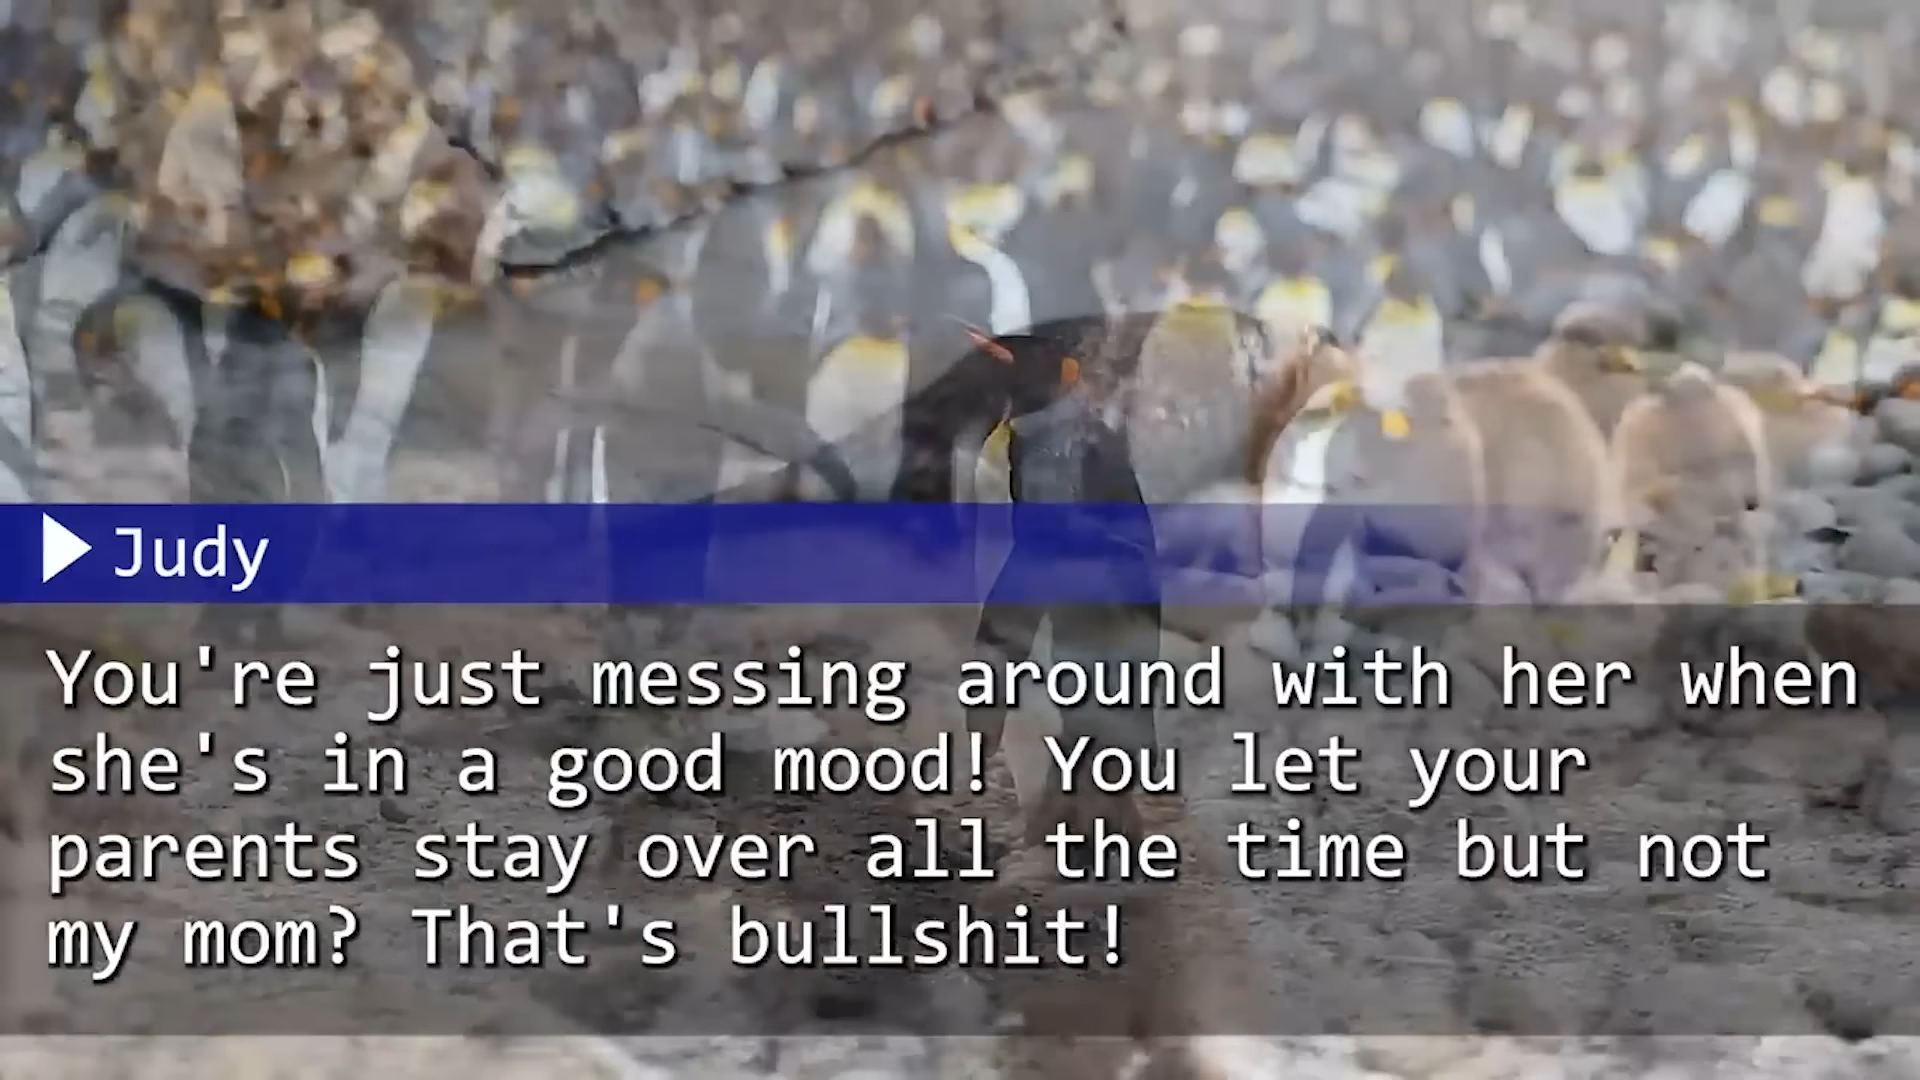 Judy
You're just messing around with her when
she's in a good mood! You let your
parents stay over all the time but not
my mom? That's bullshit!